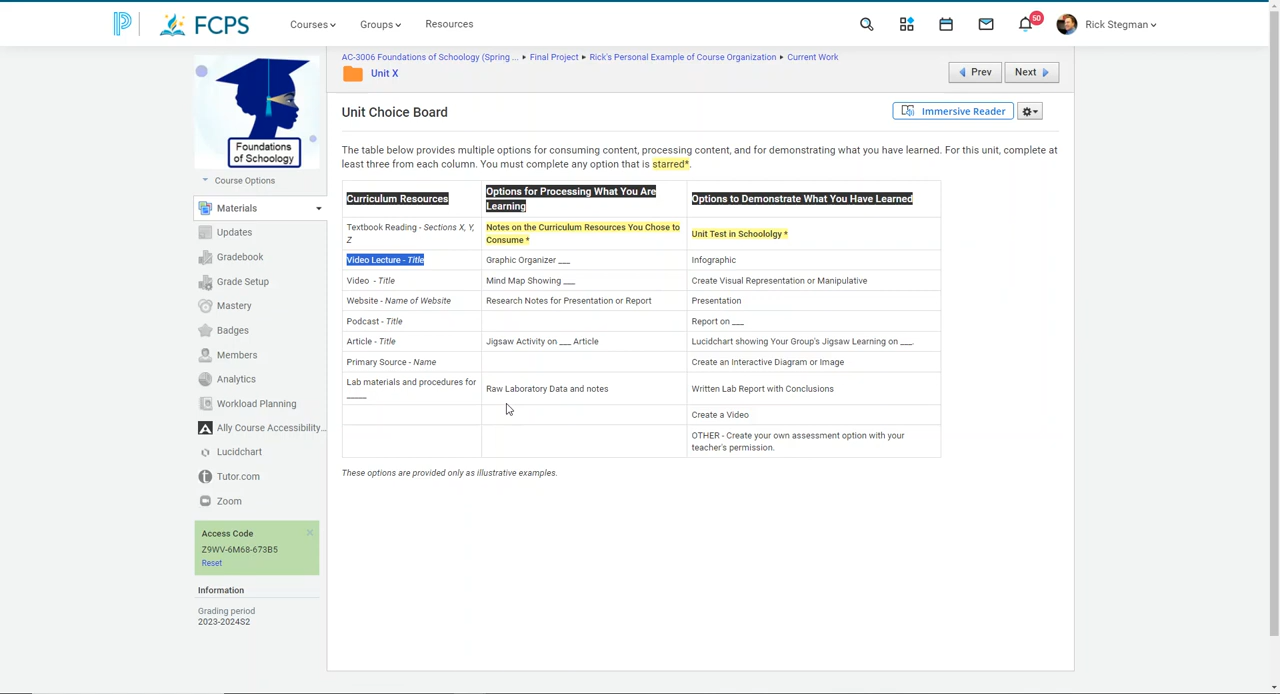 FCPS
Courses
Groups
Resources
50
Rick Stegman
AC-3006 Foundations of Schoology (Spring ... ▸ Final Project ▸ Rick's Personal Example of Course Organization ▸ Current Work
Unit X
Prev
Next
Foundations
of Schoology
Course Options
Materials
Updates
Gradebook
Grade Setup
Mastery
Badges
Members
Analytics
Workload Planning
Ally Course Accessibility...
Lucidchart
Tutor.com
Zoom
Access Code
Z9WV-6M68-673B5
Reset
Information
Grading period
2023-2024S2
Unit Choice Board
Immersive Reader
The table below provides multiple options for consuming content, processing content, and for demonstrating what you have learned. For this unit, complete at
least three from each column. You must complete any option that is starred*.
Curriculum Resources
Options for Processing What You Are
Learning
Options to Demonstrate What You Have Learned
Textbook Reading - Sections X, Y,
Z
Notes on the Curriculum Resources You Chose to
Consume *
Unit Test in Schoololgy *
Video Lecture - Title
Graphic Organizer ___
Infographic
Video - Title
Mind Map Showing ___
Create Visual Representation or Manipulative
Website - Name of Website
Research Notes for Presentation or Report
Presentation
Podcast - Title
Report on ___
Article - Title
Jigsaw Activity on ___ Article
Lucidchart showing Your Group's Jigsaw Learning on ___.
Primary Source - Name
Create an Interactive Diagram or Image
Lab materials and procedures for
_____
Raw Laboratory Data and notes
Written Lab Report with Conclusions
Create a Video
OTHER - Create your own assessment option with your
teacher's permission.
These options are provided only as illustrative examples.